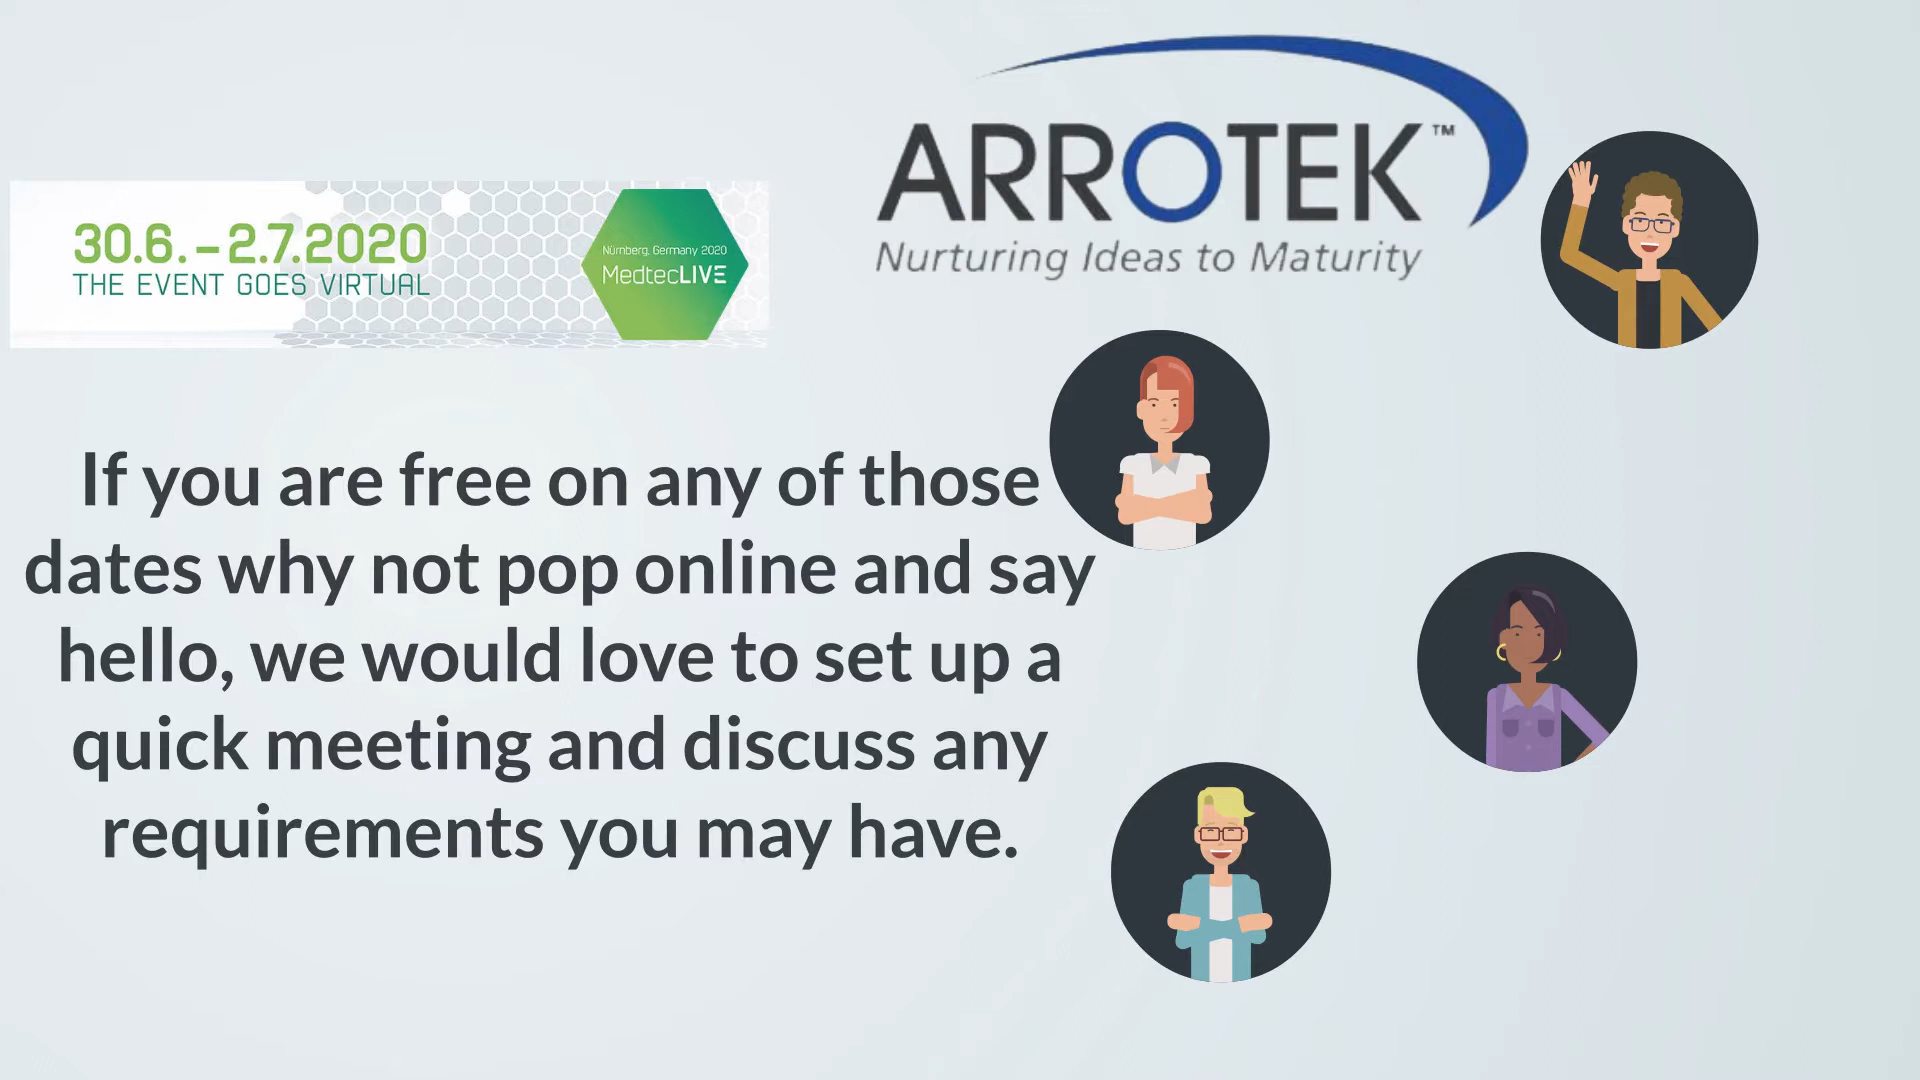 ARROTEK™
Nurturing Ideas to Maturity
30.6. – 2.7.2020
THE EVENT GOES VIRTUAL
Nürnberg, Germany 2020
MedtecLIVE
If you are free on any of those
dates why not pop online and say
hello, we would love to set up a
quick meeting and discuss any
requirements you may have.